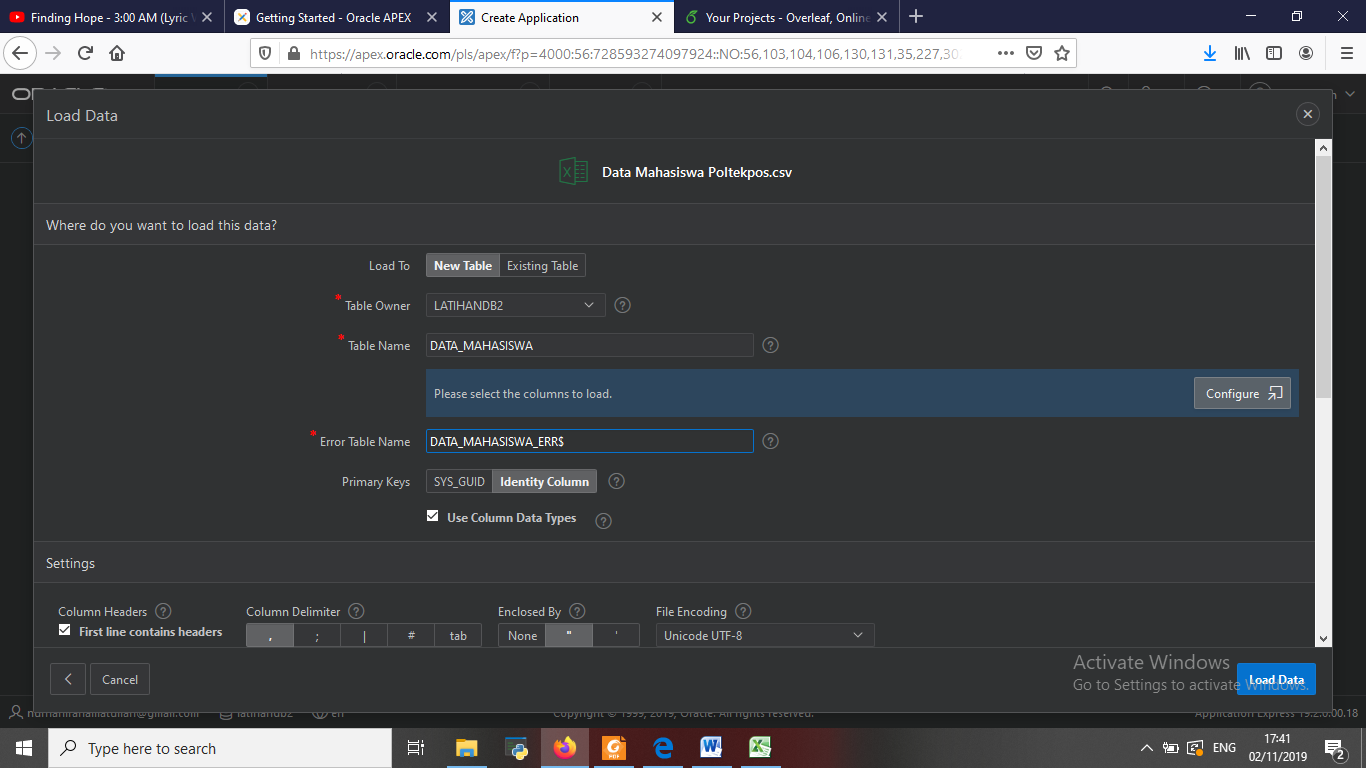 Finding Hope - 3:00 AM (Lyric
Getting Started - Oracle APEX
Create Application
Your Projects - Overleaf, Online
https://apex.oracle.com/pls/apex/f?p=4000:56:728593274097924::NO:56,103,104,106,130,131,35,227,30
Load Data
Data Mahasiswa Poltekpos.csv
Where do you want to load this data?
Load To New Table Existing Table
* Table Owner LATIHANDB2 ?
* Table Name DATA_MAHASISWA ?
Please select the columns to load. Configure
* Error Table Name DATA_MAHASISWA_ERR$ ?
Primary Keys SYS_GUID Identity Column ?
Use Column Data Types ?
Settings
Column Headers ? Column Delimiter ? Enclosed By ? File Encoding ?
First line contains headers , ; | # tab None " ' Unicode UTF-8
Activate Windows
Go to Settings to activate Windows.
Cancel Load Data
latihandb2 en Copyright © 1999, 2019, Oracle. All rights reserved. Application Express 19.2.0.00.18
Type here to search
ENG
17:41
02/11/2019
2